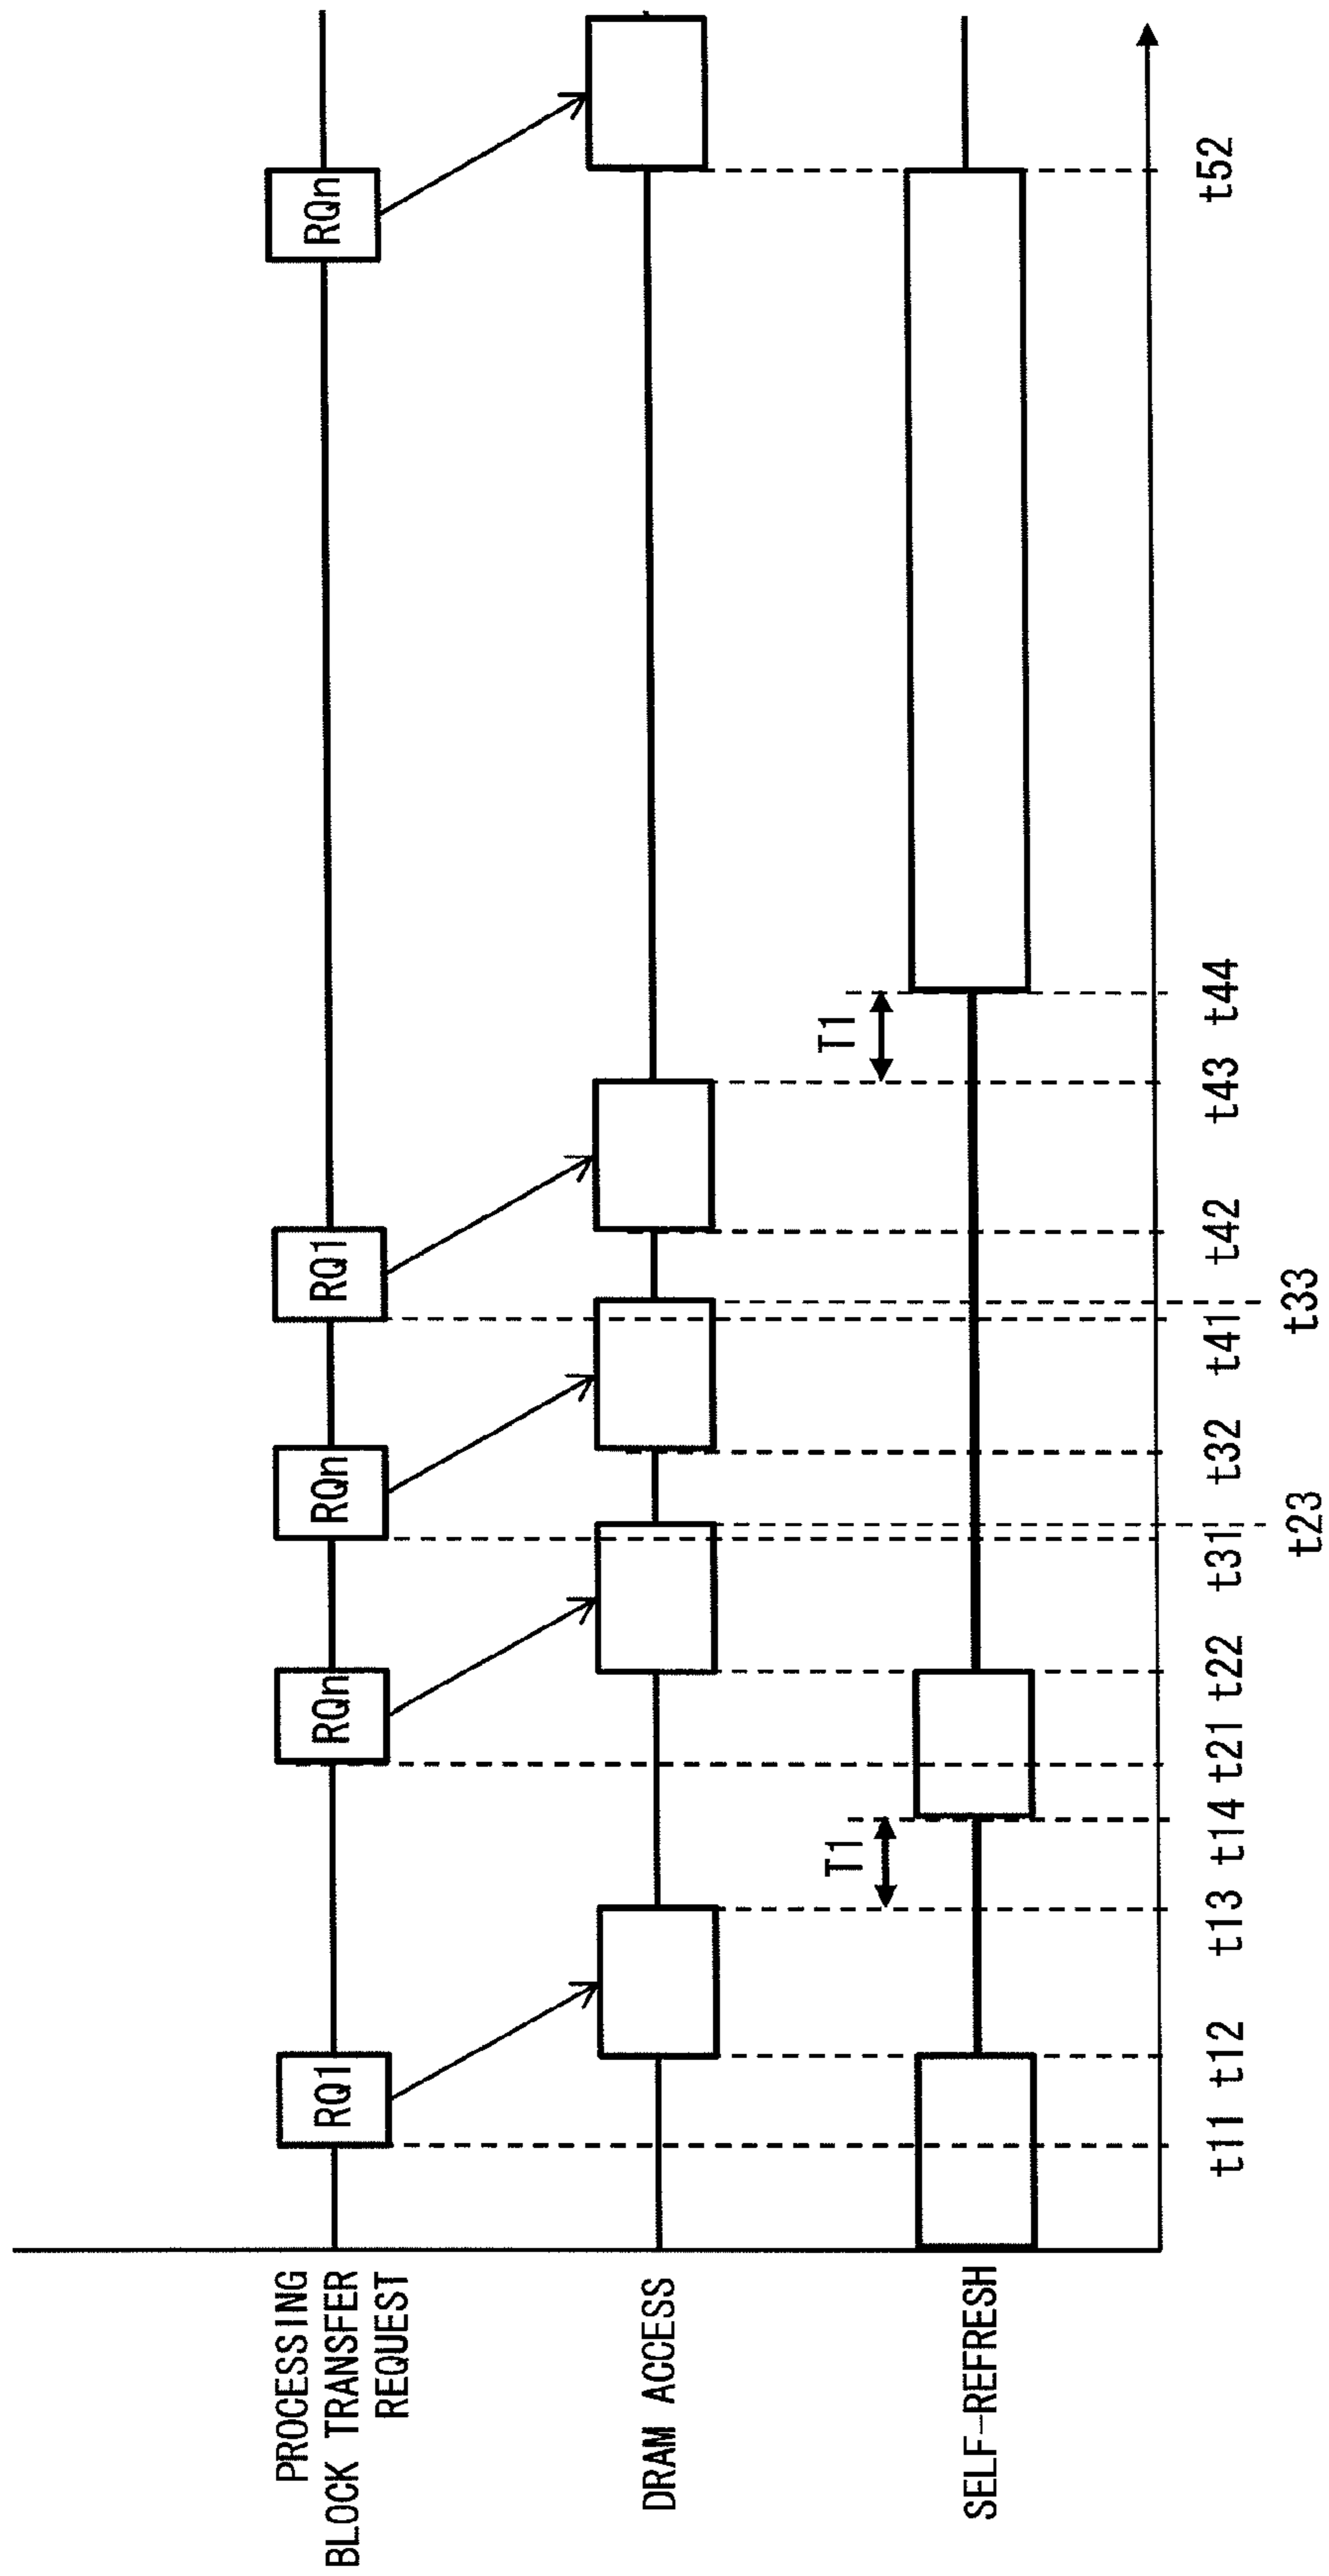 PROCESSING
BLOCK TRANSFER
REQUEST
RQ1
RQn
RQn
RQ1
RQn
DRAM ACCESS
T1
T1
SELF-REFRESH
t11 t12 t13 t14 t21 t22 t31 t32 t41 t42 t43 t44 t52
t23 t33